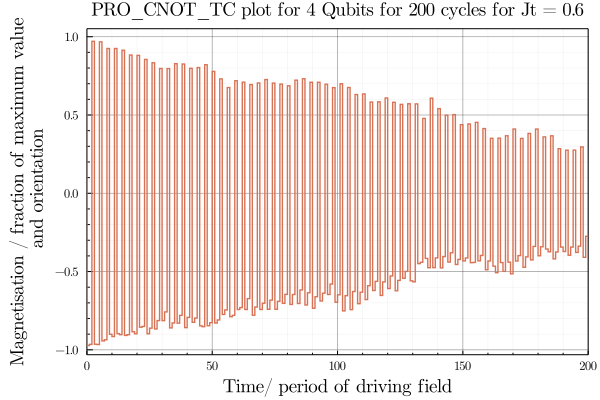 PRO_CNOT_TC plot for 4 Qubits for 200 cycles for Jt = 0.6
Magnetisation / fraction of maximum value
and orientation
1.0
0.5
0.0
−0.5
−1.0
0 50 100 150 200
Time/ period of driving field